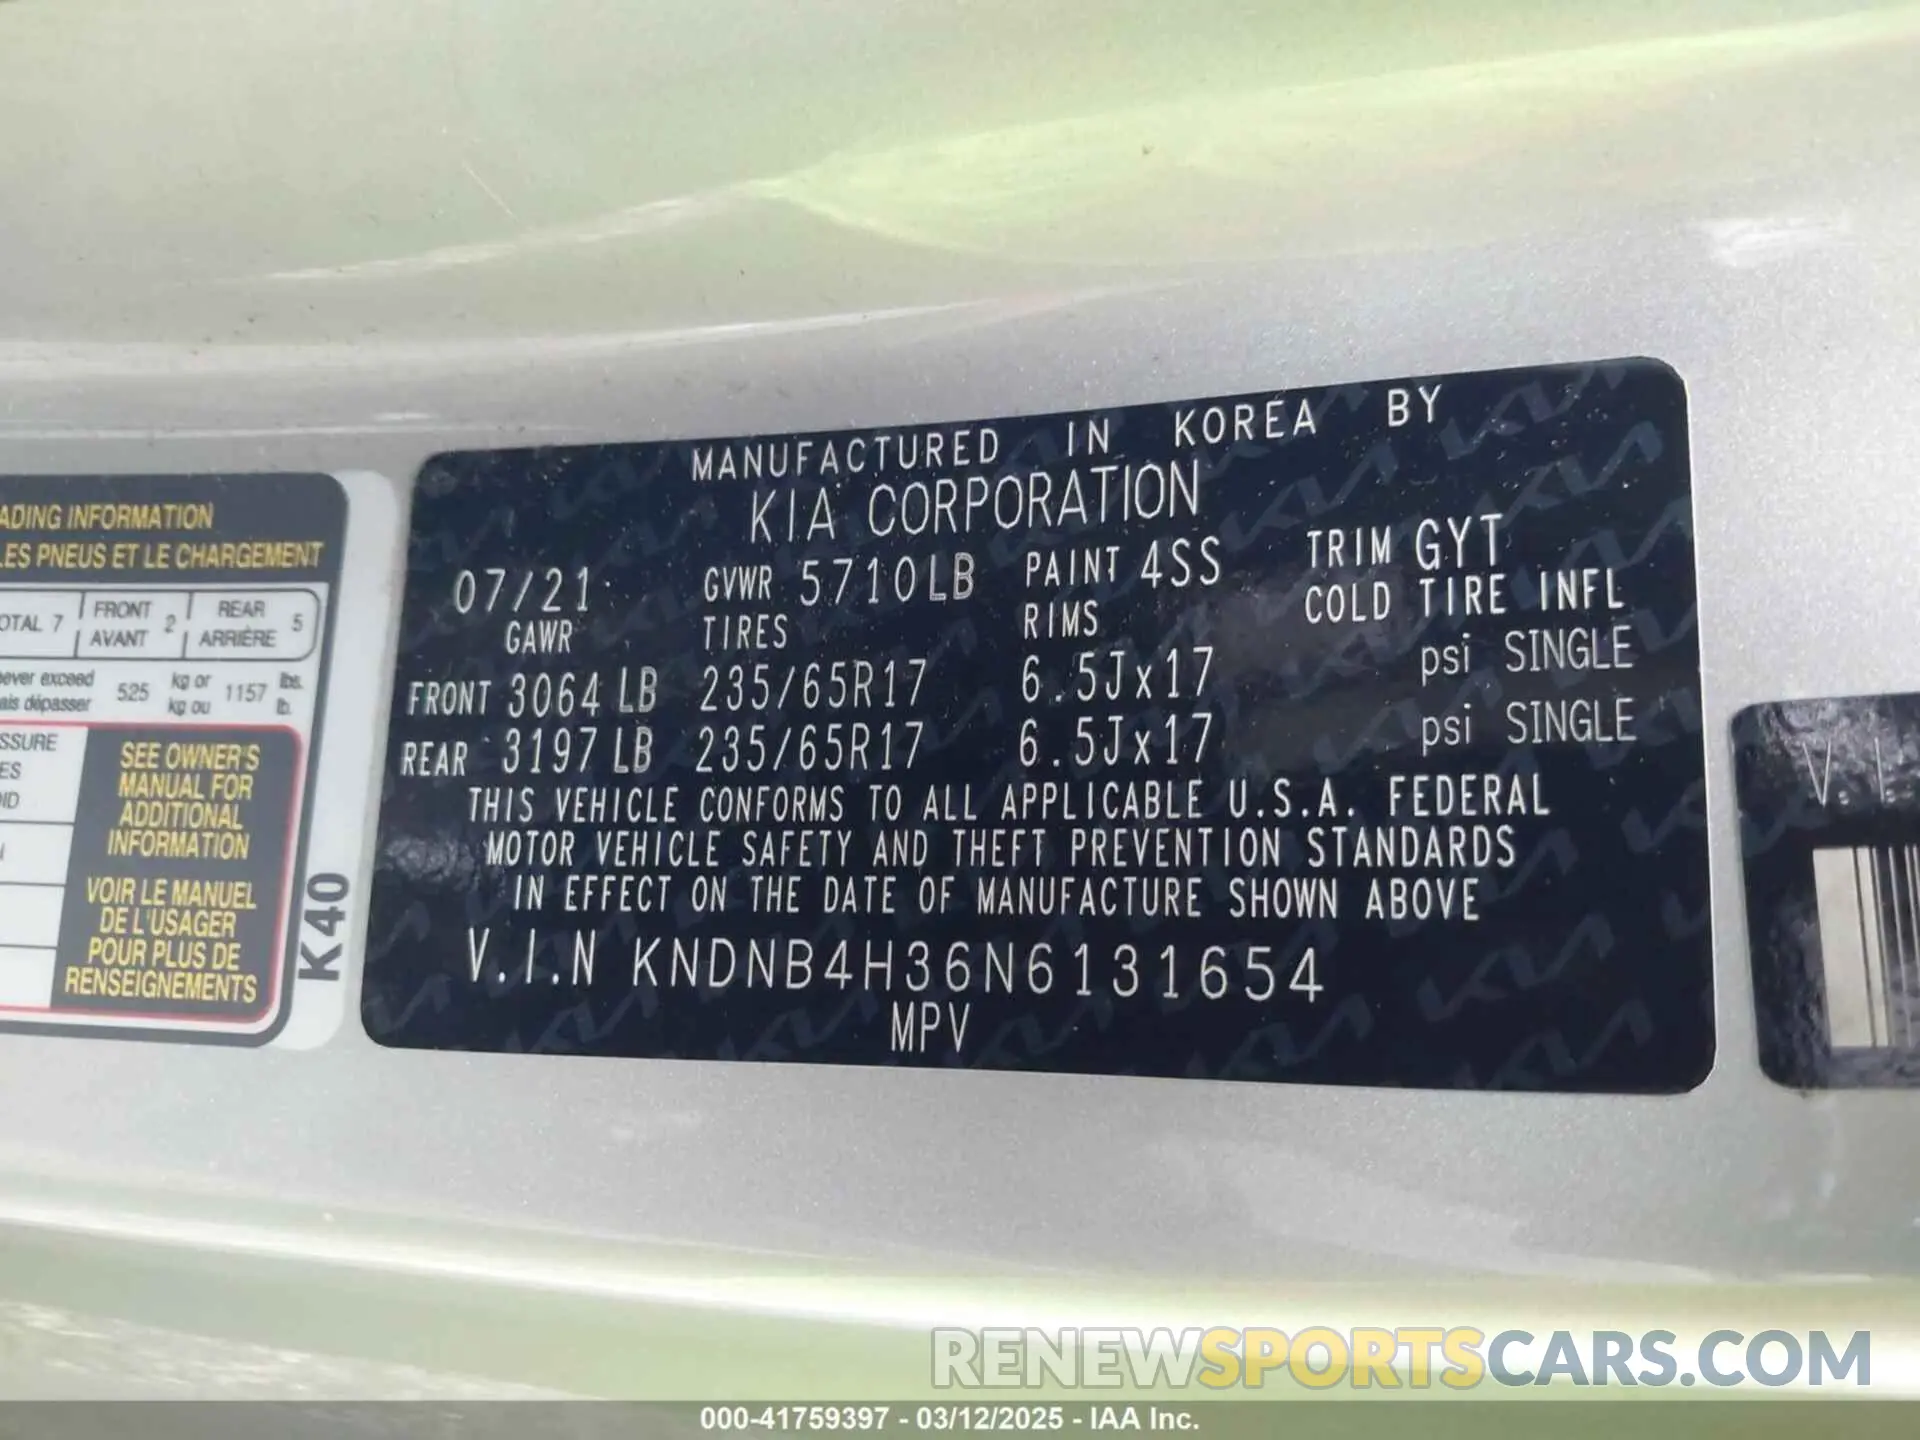 MANUFACTURED IN KOREA BY
KIA CORPORATION
07/21 GVWR 5710LB PAINT 4SS TRIM GYT
GAWR TIRES RIMS COLD TIRE INFL
FRONT 3064 LB 235/65R17 6.5Jx17 psi SINGLE
REAR 3197 LB 235/65R17 6.5Jx17 psi SINGLE
THIS VEHICLE CONFORMS TO ALL APPLICABLE U.S.A. FEDERAL
MOTOR VEHICLE SAFETY AND THEFT PREVENTION STANDARDS
IN EFFECT ON THE DATE OF MANUFACTURE SHOWN ABOVE
V.I.N KNDNB4H36N6131654
MPV
ADING INFORMATION
LES PNEUS ET LE CHARGEMENT
OTAL 7 FRONT 2 REAR 5
AVANT ARRIÈRE
ever exceed 525 kg or 1157 lbs.
ais dépasser kg ou lb.
SSURE
ES
ID
SEE OWNER'S
MANUAL FOR
ADDITIONAL
INFORMATION
VOIR LE MANUEL
DE L'USAGER
POUR PLUS DE
RENSEIGNEMENTS
K40
V.I
RENEWSPORTSCARS.COM
000-41759397 - 03/12/2025 - IAA Inc.